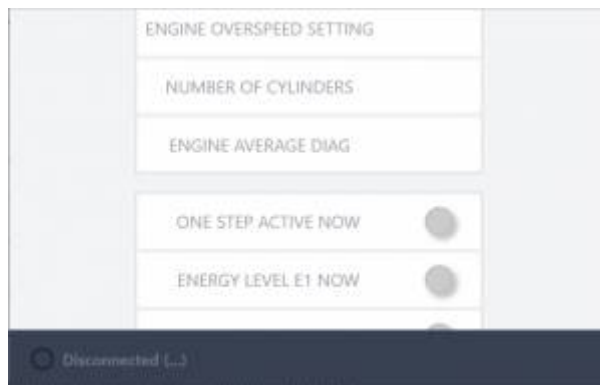 ENGINE OVERSPEED SETTING
NUMBER OF CYLINDERS
ENGINE AVERAGE DIAG
ONE STEP ACTIVE NOW
ENERGY LEVEL E1 NOW
Disconnected (...)